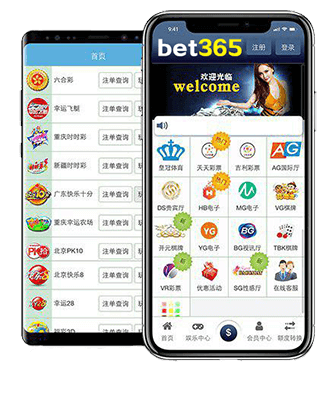 首頁
六合彩 注单查询
幸运飞艇 注单查询
重庆时时彩 注单查询
新疆时时彩 注单查询
广东快乐十分 注单查询
重庆幸运农场 注单查询
北京PK10 注单查询
北京快乐8 注单查询
幸运28 注单查询
9:41
bet365 注册 登录
欢迎光临
welcome
皇冠体育 天天彩票 吉利彩票 AG国际厅
DS贵宾厅 HB电子 MG电子 VG棋牌
开元棋牌 YG电子 BG视讯厅 TBK棋牌
VR彩票 优惠活动 SG性感厅 在线客服
首页 娱乐中心 $ 会员中心 额度转换